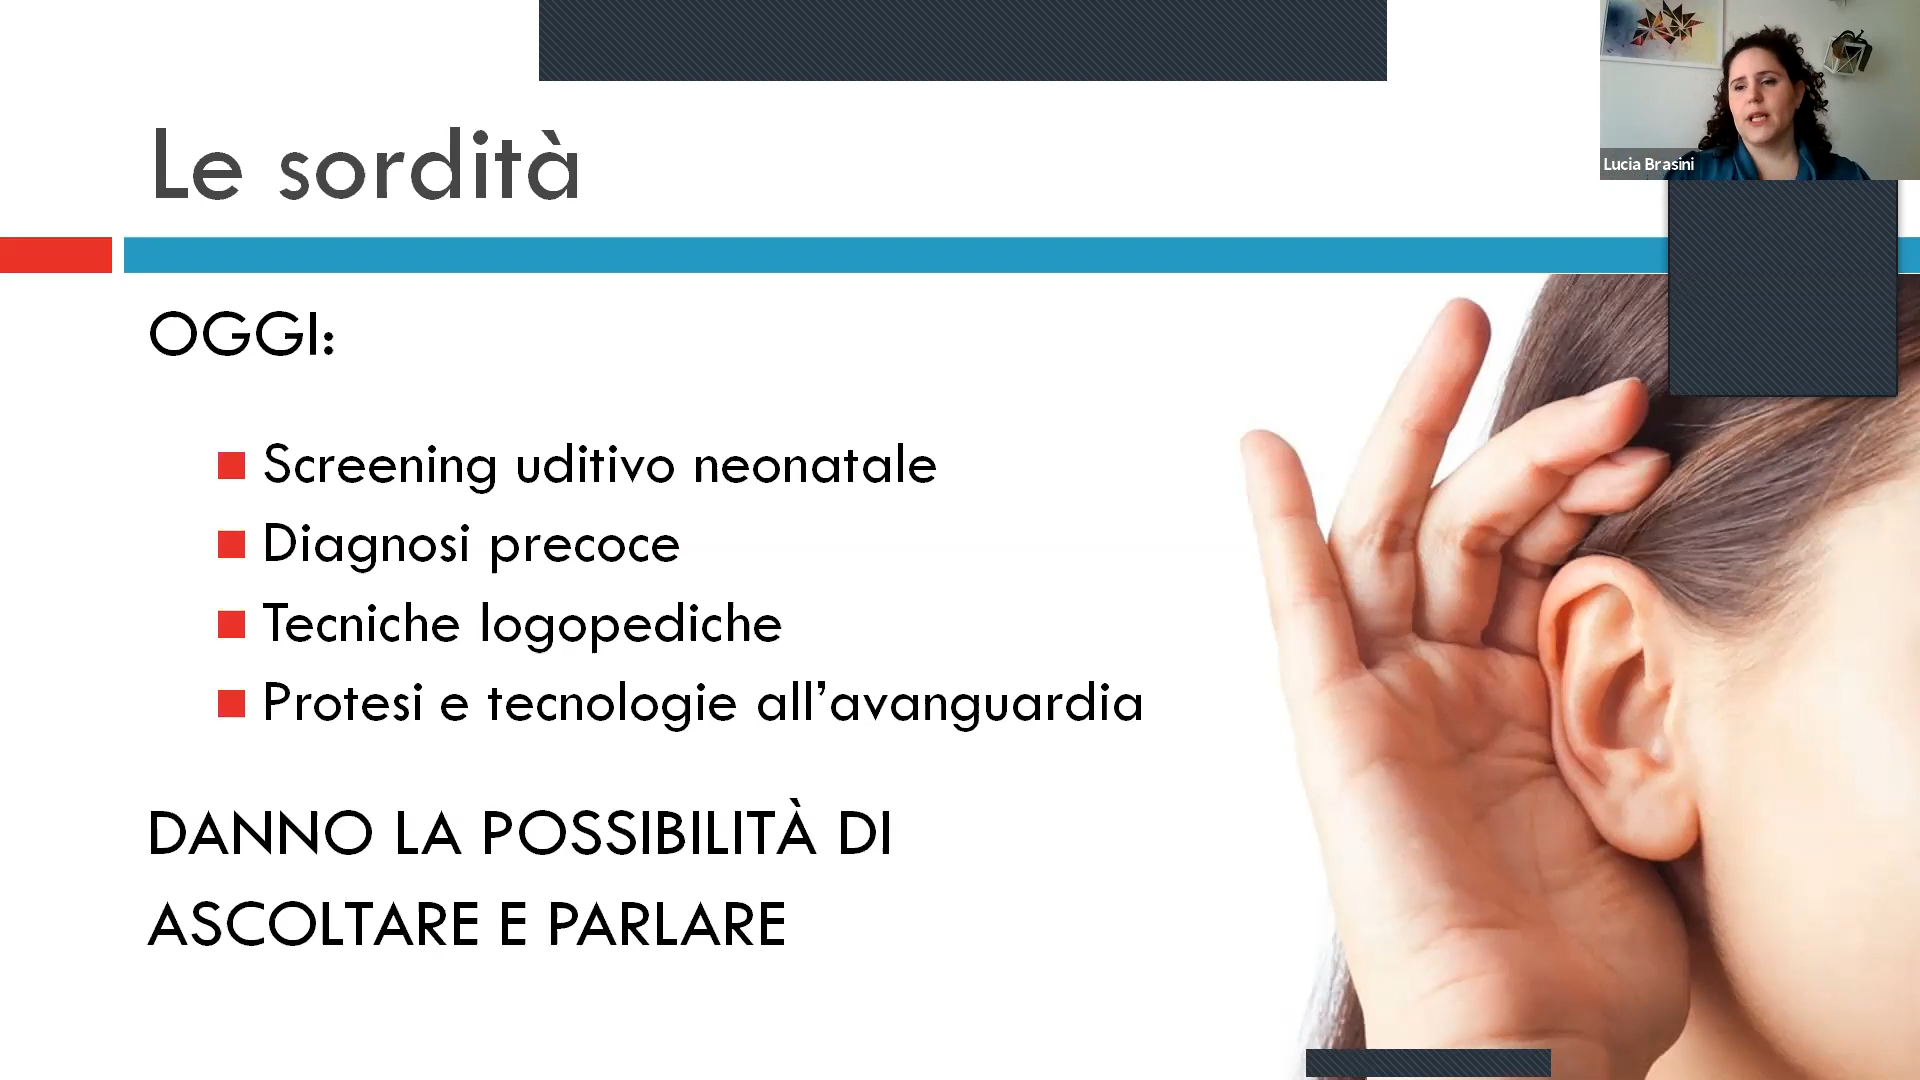 Le sordità
Lucia Brasini
OGGI:
Screening uditivo neonatale
Diagnosi precoce
Tecniche logopediche
Protesi e tecnologie all’avanguardia
DANNO LA POSSIBILITÀ DI
ASCOLTARE E PARLARE